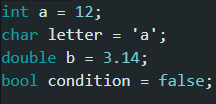 int a = 12;
char letter = 'a';
double b = 3.14;
bool condition = false;